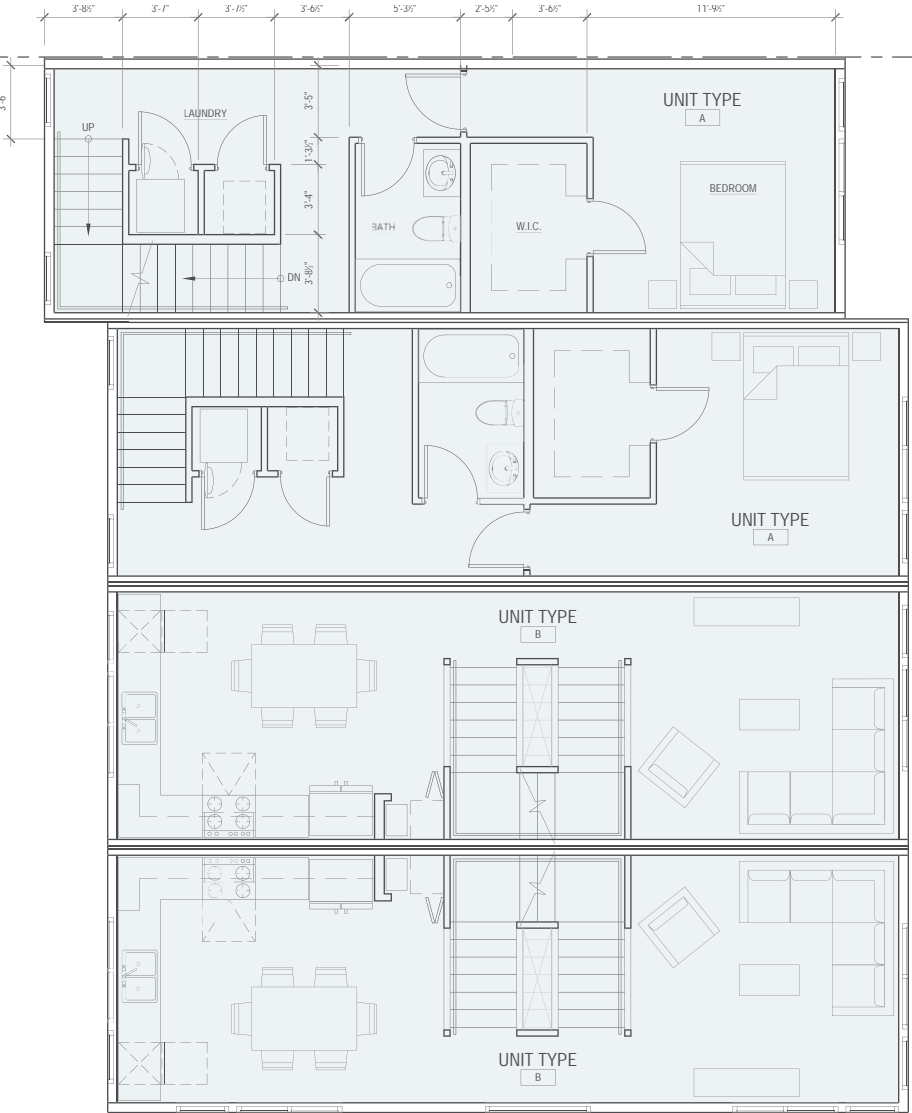 3'-8½" 3'-7" 3'-7½" 3'-6½" 5'-3½" 2'-5½" 3'-6½" 11'-9½"
3'-6
3'-5"
1'-3½"
3'-4"
3'-8½"
UP
LAUNDRY
UNIT TYPE
A
BEDROOM
BATH
W.I.C.
DN
UNIT TYPE
A
UNIT TYPE
B
UNIT TYPE
B